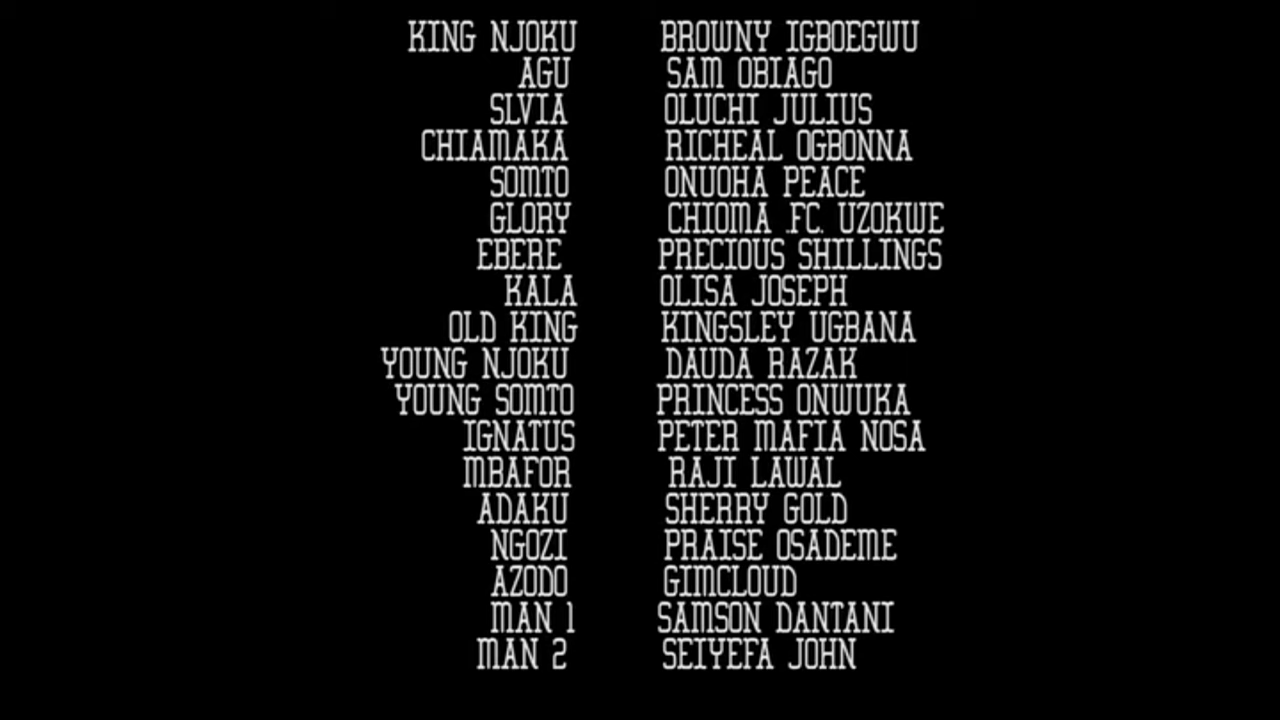 KING NJOKU BROWNY IGBOEGWU
AGU SAM OBIAGO
SLVIA OLUCHI JULIUS
CHIAMAKA RICHEAL OGBONNA
SOMTO ONUOHA PEACE
GLORY CHIOMA .FC. UZOKWE
EBERE PRECIOUS SHILLINGS
KALA OLISA JOSEPH
OLD KING KINGSLEY UGBANA
YOUNG NJOKU DAUDA RAZAK
YOUNG SOMTO PRINCESS ONWUKA
IGNATUS PETER MAFIA NOSA
MBAFOR RAJI LAWAL
ADAKU SHERRY GOLD
NGOZI PRAISE OSADEME
AZODO GIMCLOUD
MAN 1 SAMSON DANTANI
MAN 2 SEIYEFA JOHN